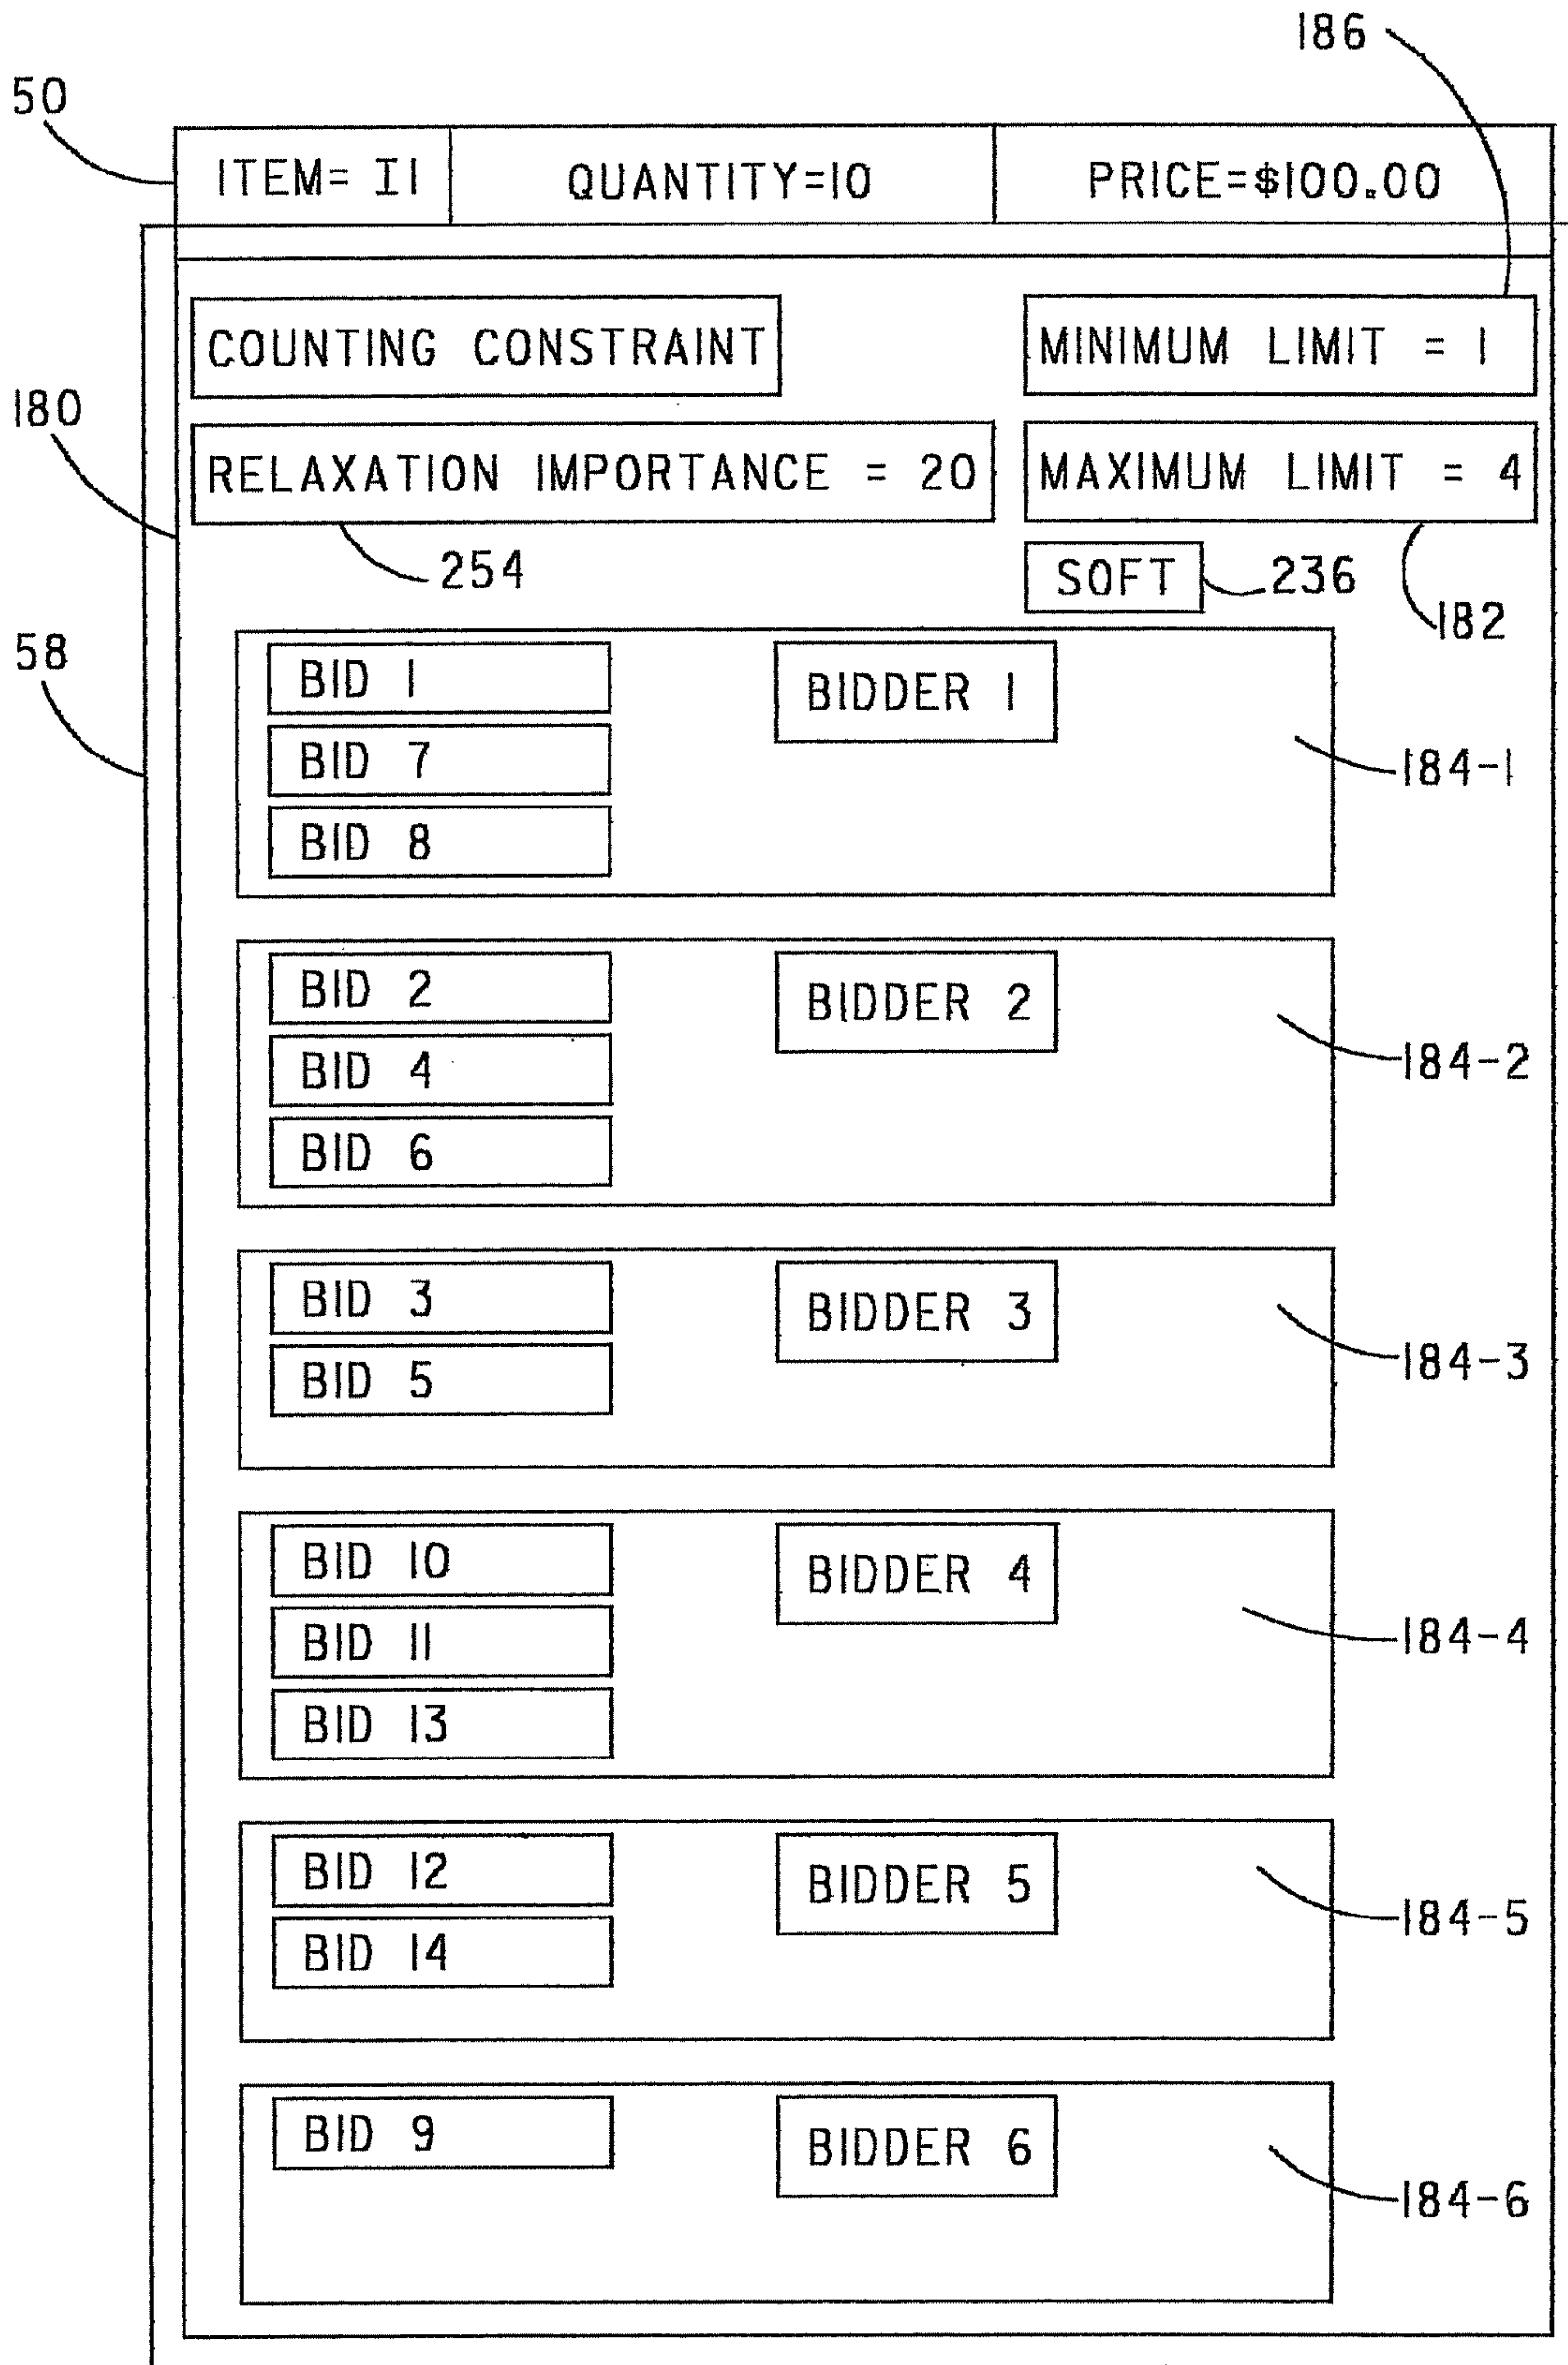 186
50
ITEM= I1 QUANTITY=10 PRICE=$100.00
COUNTING CONSTRAINT MINIMUM LIMIT = 1
180
RELAXATION IMPORTANCE = 20 MAXIMUM LIMIT = 4
254 SOFT 236
182
58
BID 1 BIDDER 1
BID 7 184-1
BID 8
BID 2 BIDDER 2
BID 4 184-2
BID 6
BID 3 BIDDER 3
BID 5 184-3
BID 10 BIDDER 4
BID 11 184-4
BID 13
BID 12 BIDDER 5
BID 14 184-5
BID 9 BIDDER 6
184-6